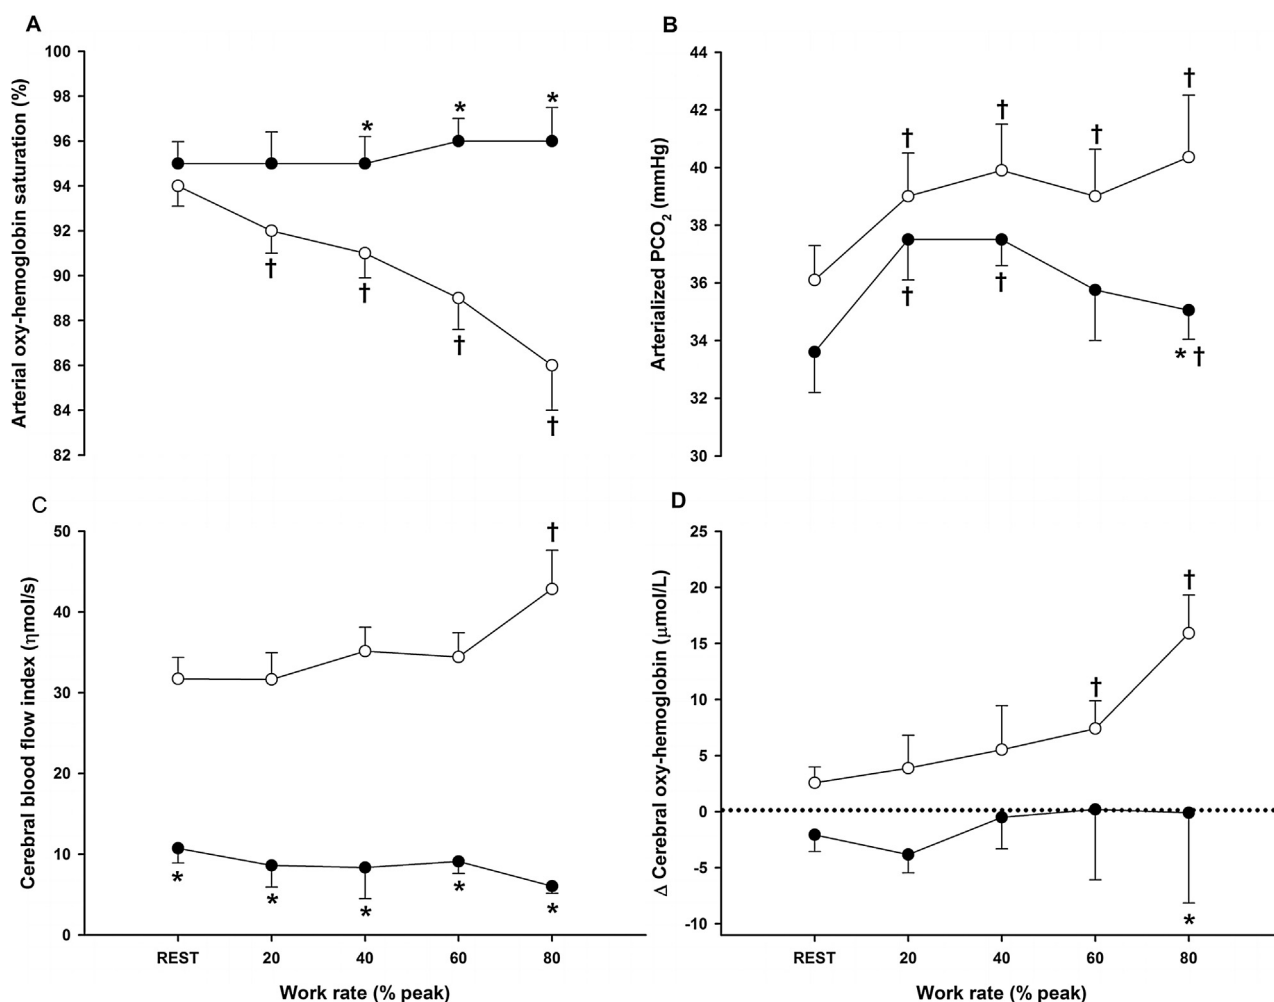 A
Arterial oxy-hemoglobin saturation (%)
100
98
96
94
92
90
88
86
84
82
* * *
† † † †
B
Arterialized PCO₂ (mmHg)
44
42
40
38
36
34
32
30
† † † †
† †
* †
C
Cerebral blood flow index (ηmol/s)
50
40
30
20
10
0
†
* * * * *
REST 20 40 60 80
Work rate (% peak)
D
Δ Cerebral oxy-hemoglobin (μmol/L)
25
20
15
10
5
0
-5
-10
† †
*
REST 20 40 60 80
Work rate (% peak)